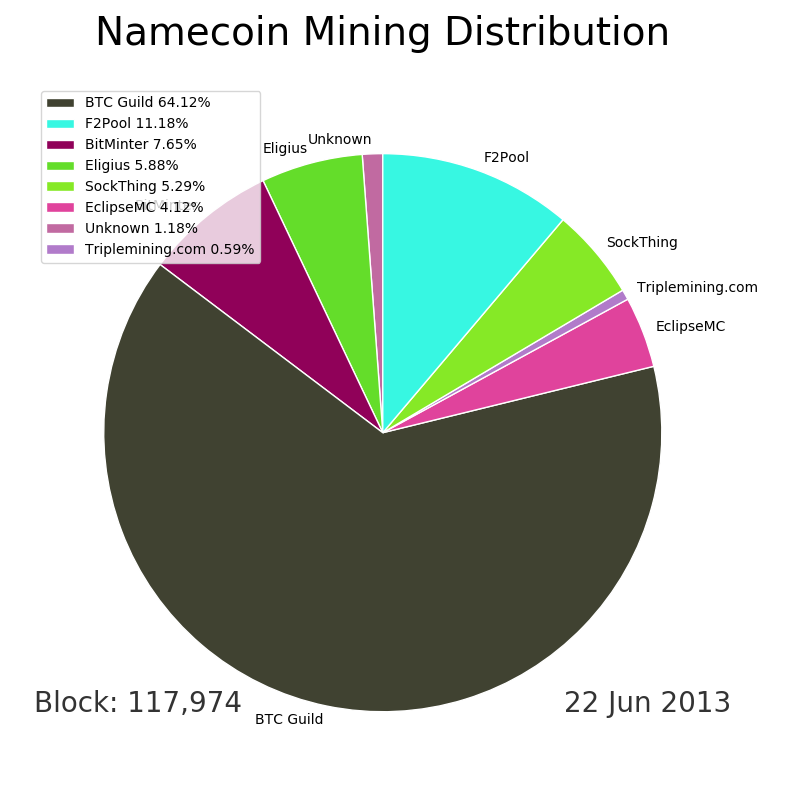 Namecoin Mining Distribution
BTC Guild 64.12%
F2Pool 11.18%
BitMinter 7.65%
Eligius 5.88%
SockThing 5.29%
EclipseMC 4.12%
Unknown 1.18%
Triplemining.com 0.59%
Unknown
Eligius
F2Pool
BitMinter
SockThing
Triplemining.com
EclipseMC
Block: 117,974
22 Jun 2013
BTC Guild